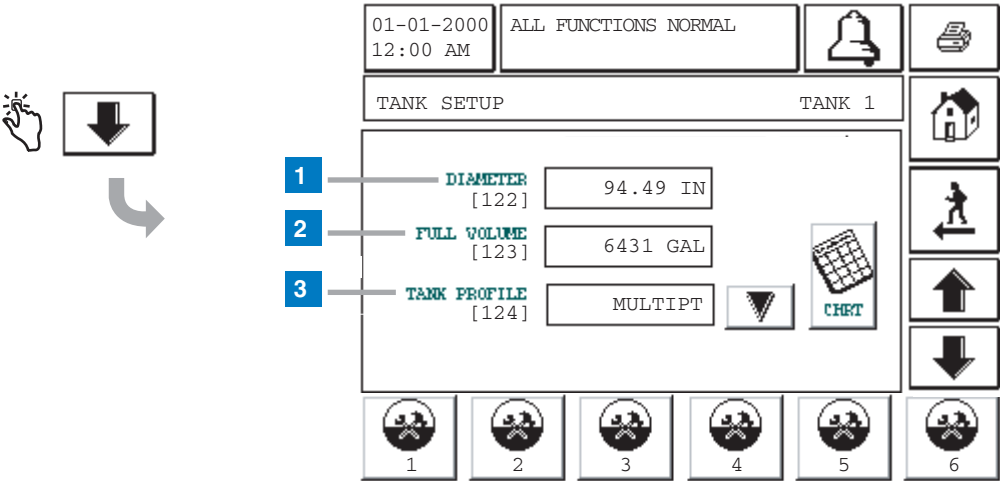 01-01-2000
12:00 AM
ALL FUNCTIONS NORMAL
TANK SETUP TANK 1
1 DIAMETER 94.49 IN
[122]
2 FULL VOLUME 6431 GAL
[123]
3 TANK PROFILE MULTIPT
[124]
CHRT
1 2 3 4 5 6